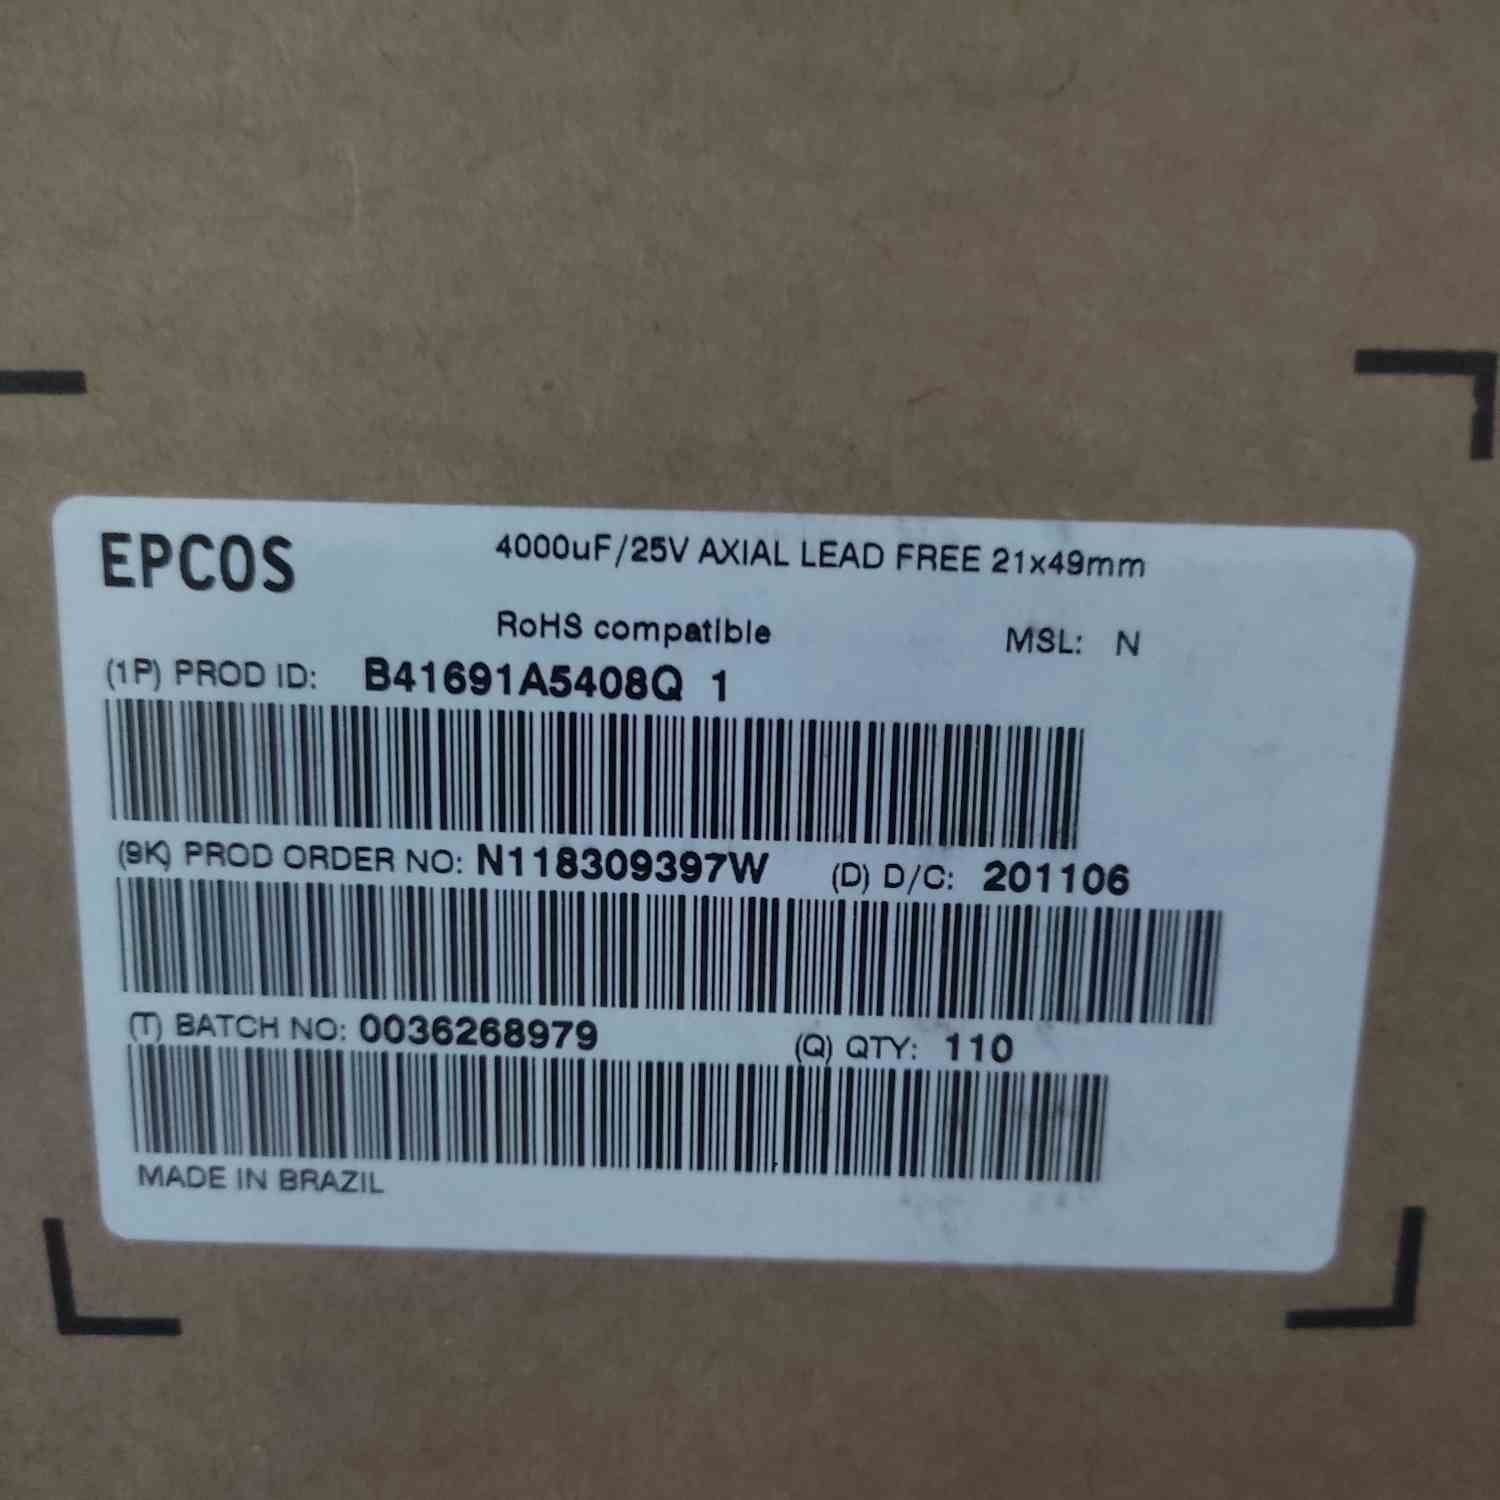 EPCOS 4000uF/25V AXIAL LEAD FREE 21x49mm
RoHS compatible MSL: N
(1P) PROD ID: B41691A5408Q 1
(9K) PROD ORDER NO: N118309397W (D) D/C: 201106
(T) BATCH NO: 0036268979 (Q) QTY: 110
MADE IN BRAZIL